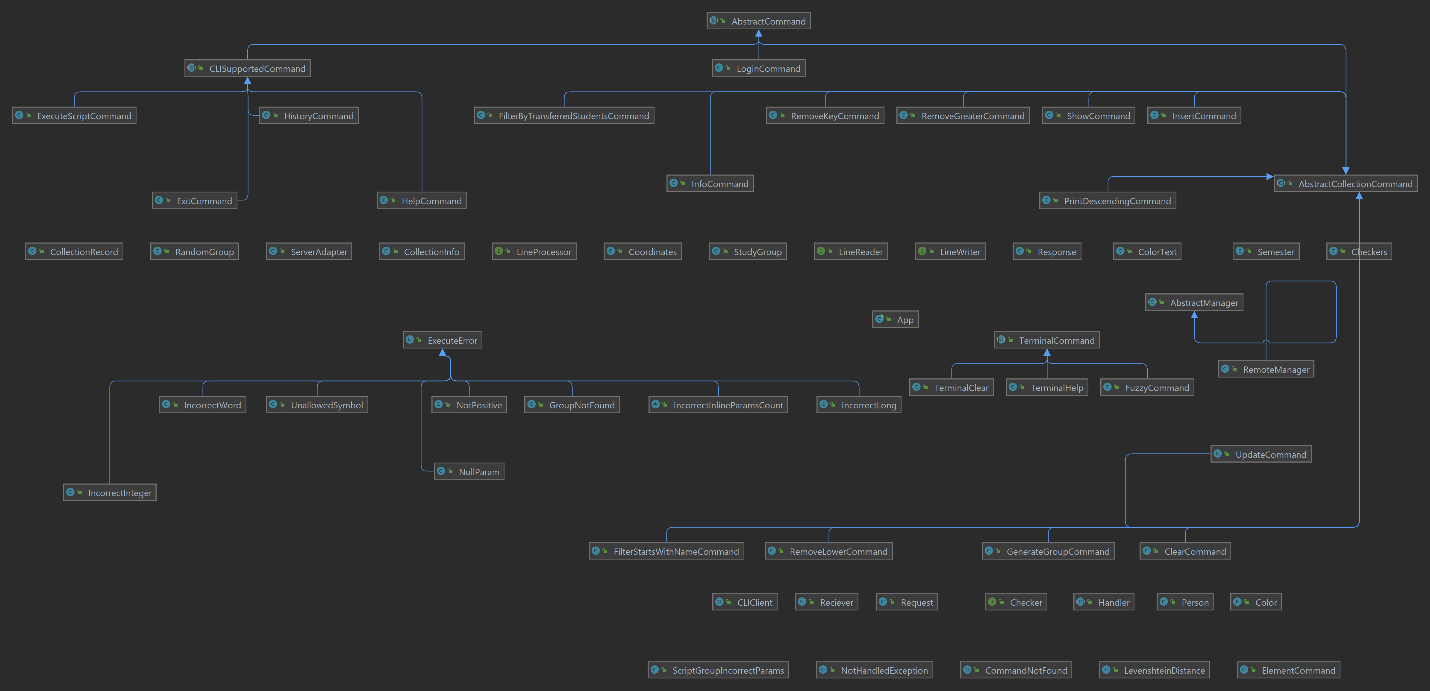 AbstractCommand
CLISupportedCommand
LoginCommand
ExecuteScriptCommand
HistoryCommand
FilterByTransferredStudentsCommand
RemoveKeyCommand
RemoveGreaterCommand
ShowCommand
InsertCommand
InfoCommand
AbstractCollectionCommand
ExitCommand
HelpCommand
PrintDescendingCommand
CollectionRecord
RandomGroup
ServerAdapter
CollectionInfo
LineProcessor
Coordinates
StudyGroup
LineReader
LineWriter
Response
ColorText
Semester
Checkers
AbstractManager
App
ExecuteError
TerminalCommand
RemoteManager
TerminalClear
TerminalHelp
FuzzyCommand
IncorrectWord
UnallowedSymbol
NotPositive
GroupNotFound
IncorrectInlineParamsCount
IncorrectLong
UpdateCommand
NullParam
IncorrectInteger
FilterStartsWithNameCommand
RemoveLowerCommand
GenerateGroupCommand
ClearCommand
CLIClient
Reciever
Request
Checker
Handler
Person
Color
ScriptGroupIncorrectParams
NotHandledException
CommandNotFound
LevenshteinDistance
ElementCommand